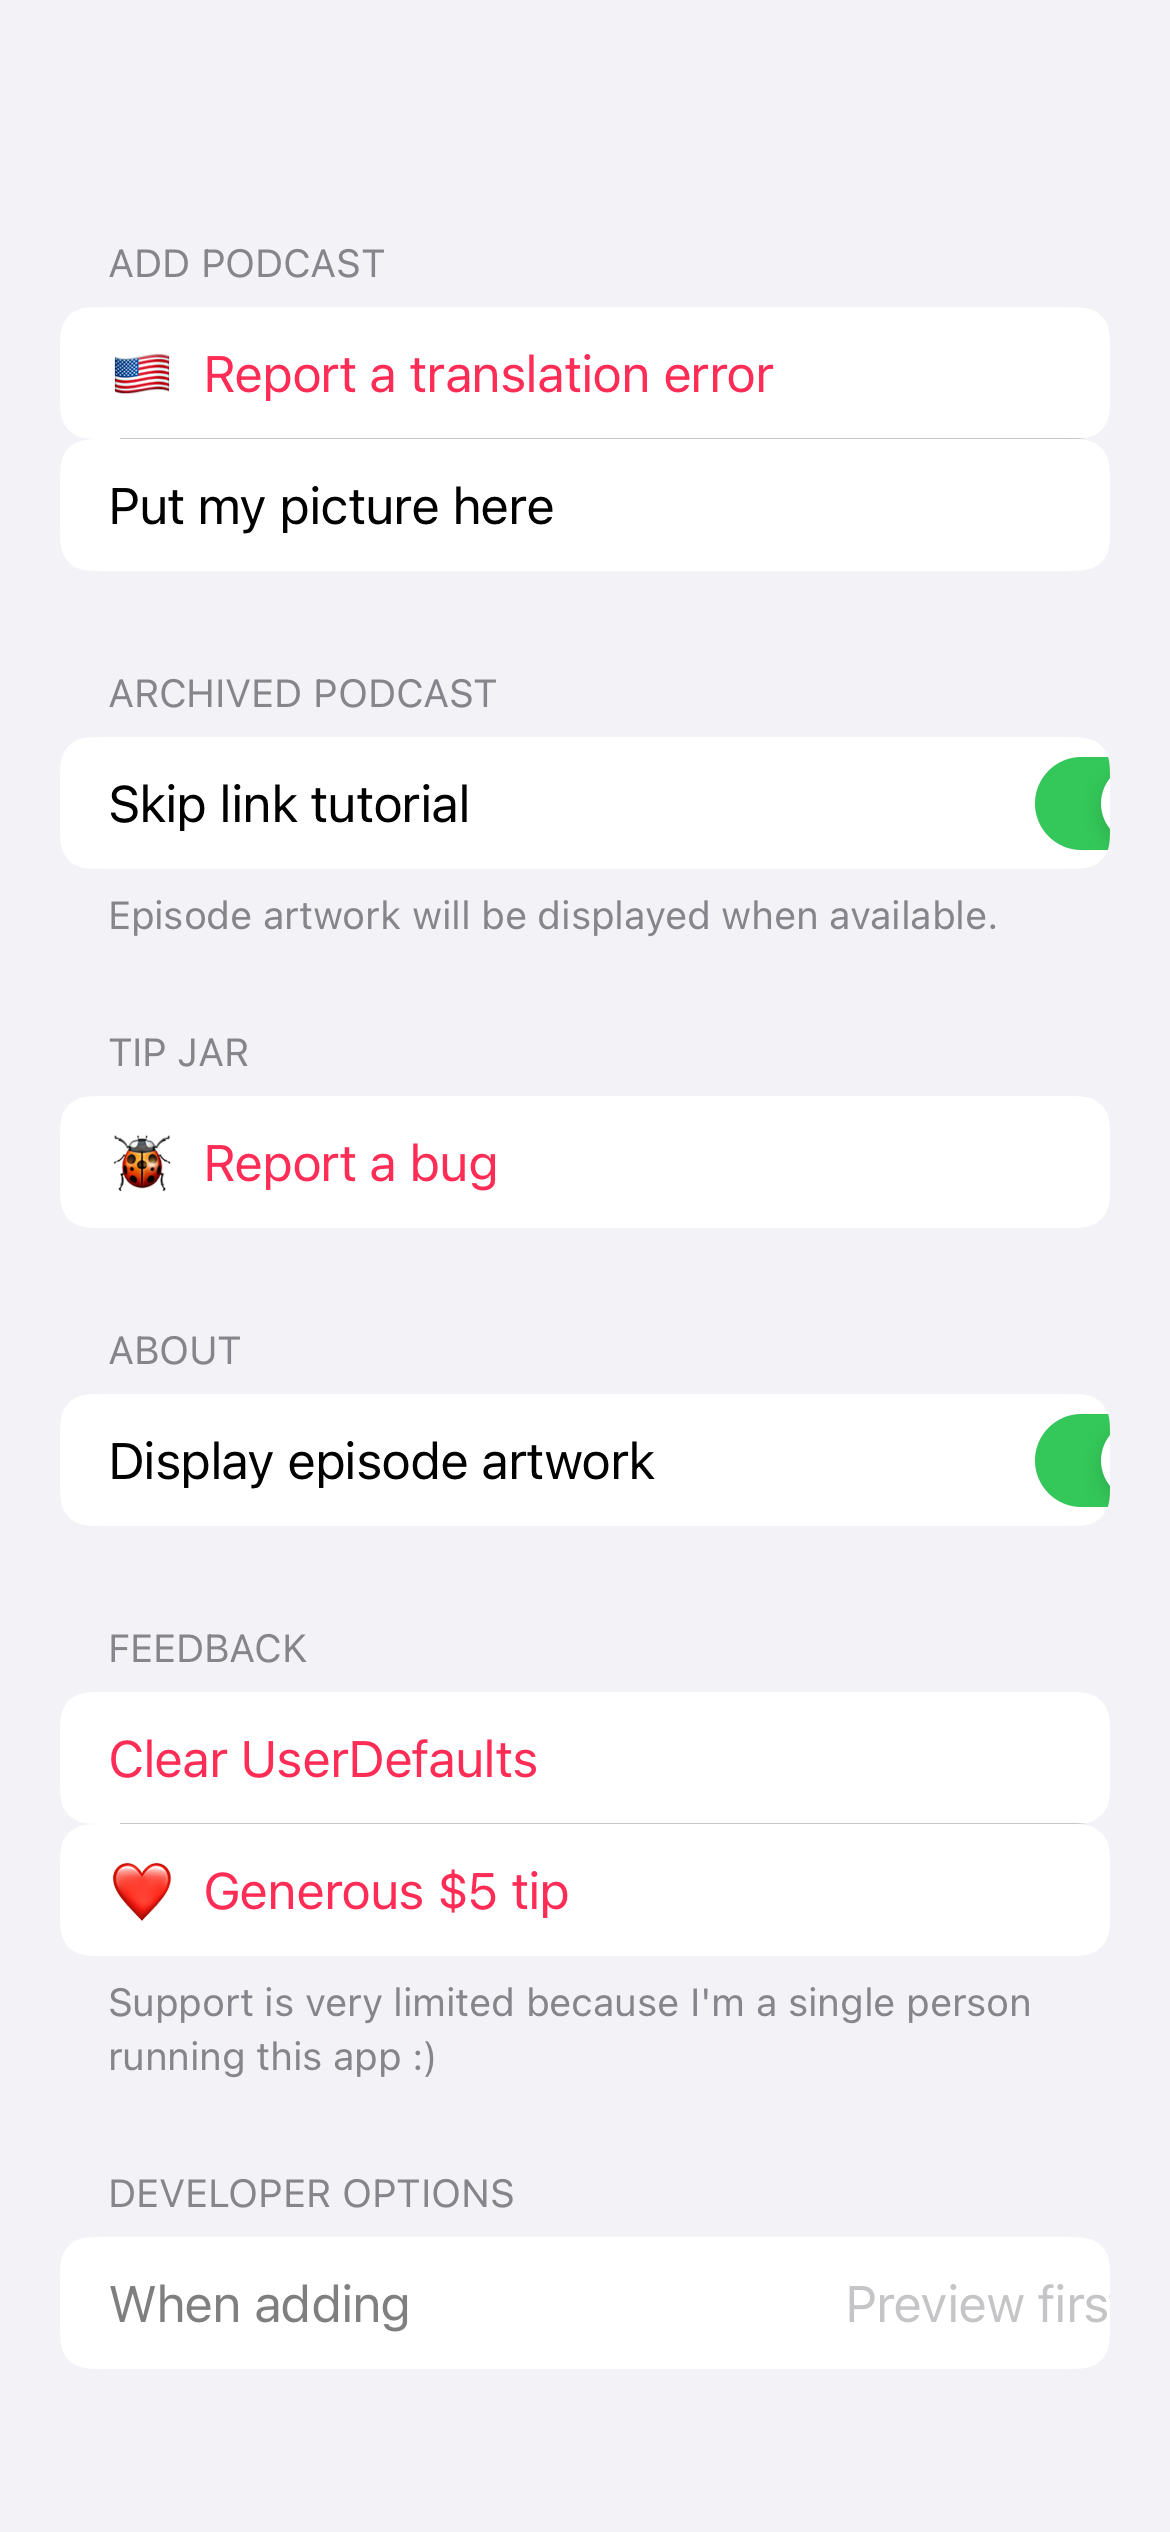 ADD PODCAST
Report a translation error
Put my picture here
ARCHIVED PODCAST
Skip link tutorial
Episode artwork will be displayed when available.
TIP JAR
Report a bug
ABOUT
Display episode artwork
FEEDBACK
Clear UserDefaults
Generous $5 tip
Support is very limited because I'm a single person
running this app :)
DEVELOPER OPTIONS
When adding Preview firs